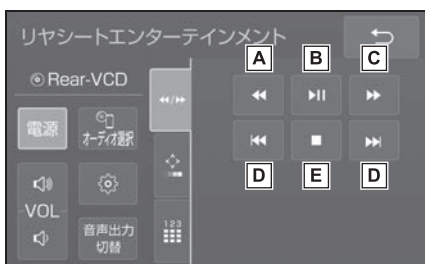 リヤシートエンターテインメント
A B C
Rear-VCD
電源
オーディオ選択
D E D
VOL
音声出力
切替
123